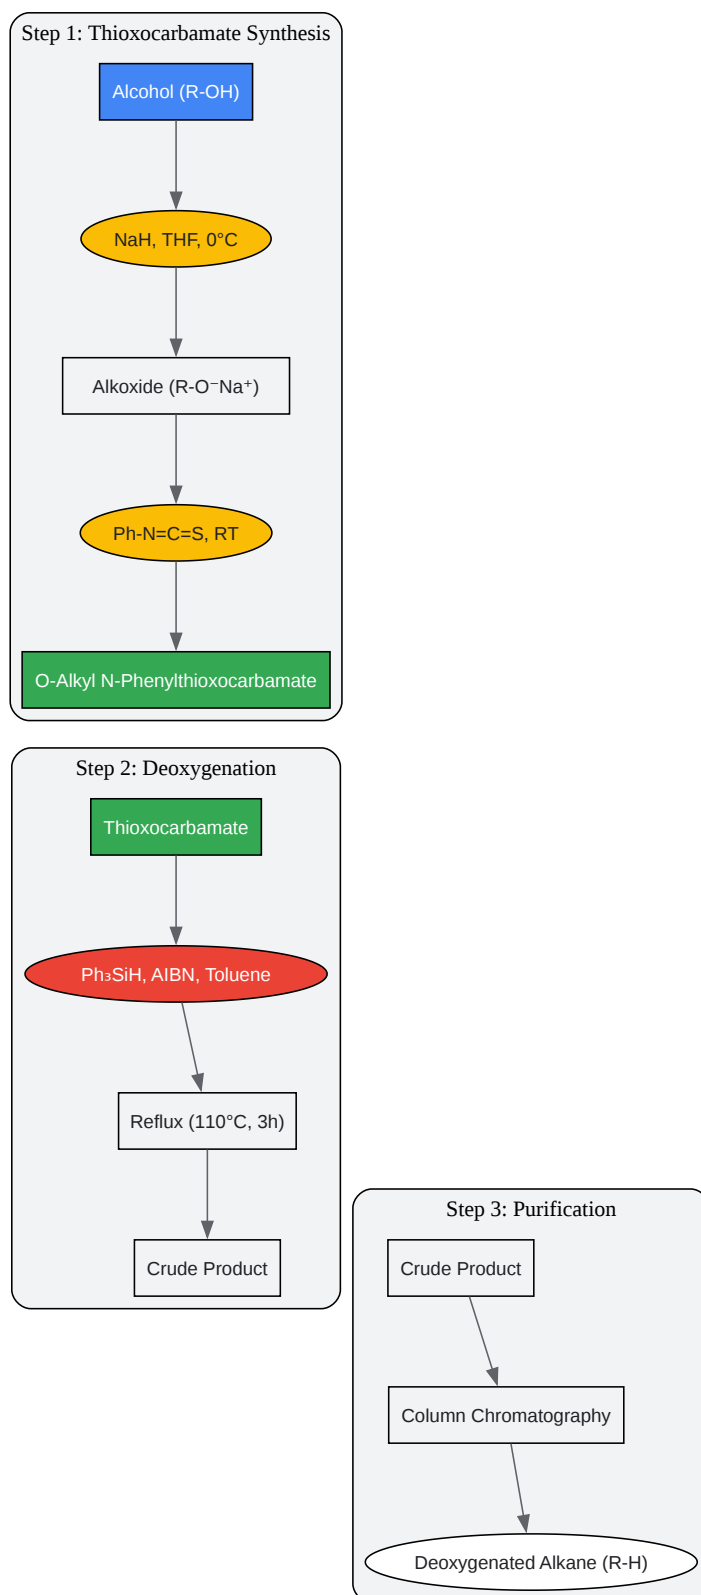 Step 1: Thioxocarbamate Synthesis
Alcohol (R-OH)
NaH, THF, 0°C
Alkoxide (R-O⁻Na⁺)
Ph-N=C=S, RT
O-Alkyl N-Phenylthioxocarbamate
Step 2: Deoxygenation
Thioxocarbamate
Ph₃SiH, AIBN, Toluene
Reflux (110°C, 3h)
Crude Product
Step 3: Purification
Crude Product
Column Chromatography
Deoxygenated Alkane (R-H)